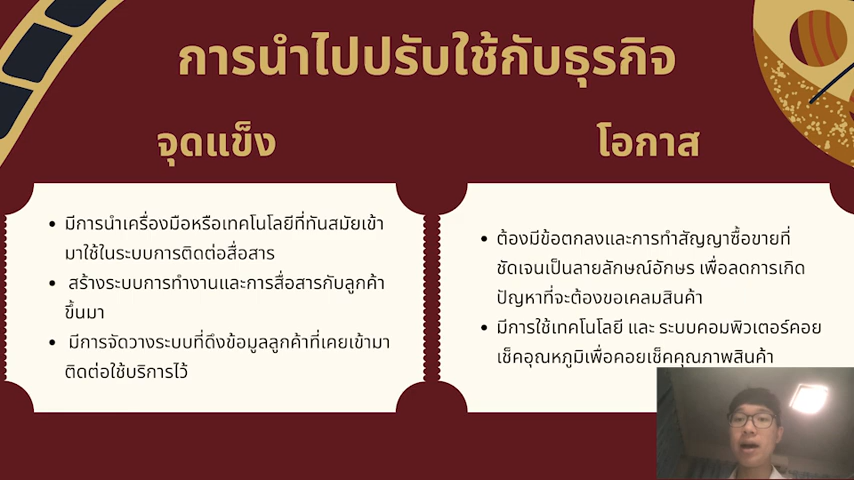 การนำไปปรับใช้กับธุรกิจ
จุดแข็ง
• มีการนำเครื่องมือหรือเทคโนโลยีที่ทันสมัยเข้า
มาใช้ในระบบการติดต่อสื่อสาร
• สร้างระบบการทำงานและการสื่อสารกับลูกค้า
ขึ้นมา
• มีการจัดวางระบบที่ดึงข้อมูลลูกค้าที่เคยเข้ามา
ติดต่อใช้บริการไว้
โอกาส
• ต้องมีข้อตกลงและการทำสัญญาซื้อขายที่
ชัดเจนเป็นลายลักษณ์อักษร เพื่อลดการเกิด
ปัญหาที่จะต้องขอเคลมสินค้า
• มีการใช้เทคโนโลยี และ ระบบคอมพิวเตอร์คอย
เช็คอุณหภูมิเพื่อคอยเช็คคุณภาพสินค้า